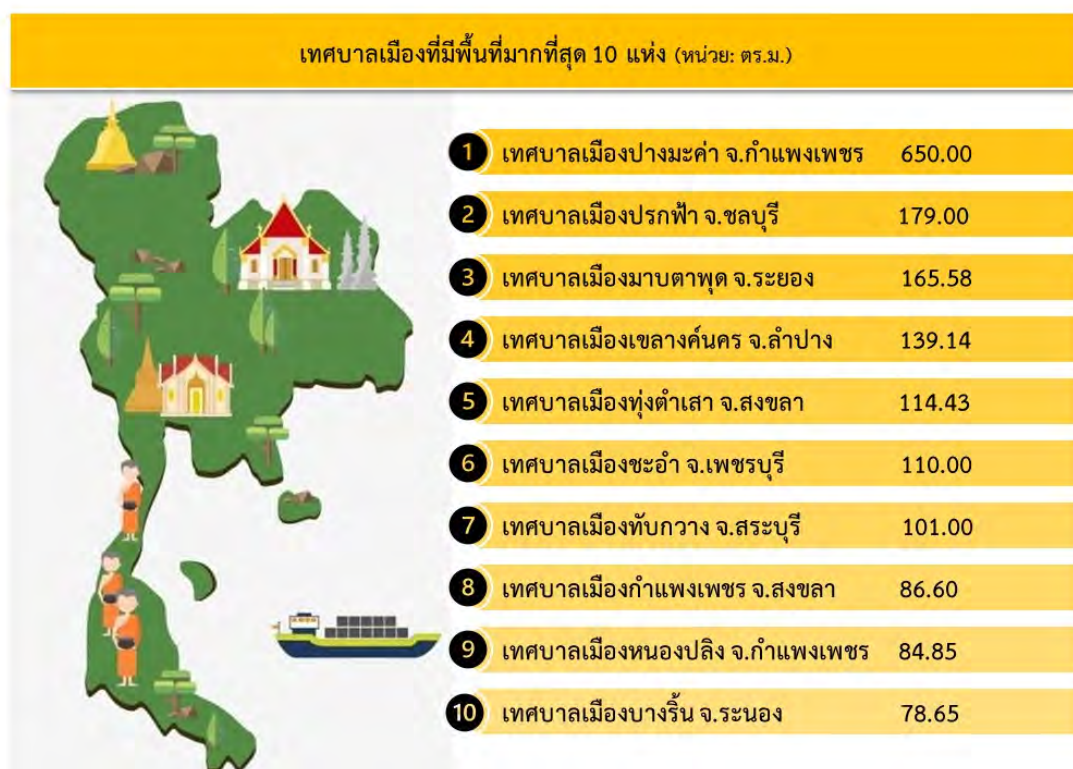 เทศบาลเมืองที่มีพื้นที่มากที่สุด 10 แห่ง (หน่วย: ตร.ม.)
1 เทศบาลเมืองปางมะค่า จ.กำแพงเพชร 650.00
2 เทศบาลเมืองปรกฟ้า จ.ชลบุรี 179.00
3 เทศบาลเมืองมาบตาพุด จ.ระยอง 165.58
4 เทศบาลเมืองเขลางค์นคร จ.ลำปาง 139.14
5 เทศบาลเมืองทุ่งตำเสา จ.สงขลา 114.43
6 เทศบาลเมืองชะอำ จ.เพชรบุรี 110.00
7 เทศบาลเมืองทับกวาง จ.สระบุรี 101.00
8 เทศบาลเมืองกำแพงเพชร จ.สงขลา 86.60
9 เทศบาลเมืองหนองปลิง จ.กำแพงเพชร 84.85
10 เทศบาลเมืองบางริ้น จ.ระนอง 78.65